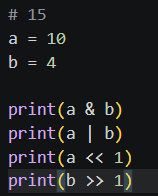 # 15
a = 10
b = 4
print(a & b)
print(a | b)
print(a << 1)
print(b >> 1)